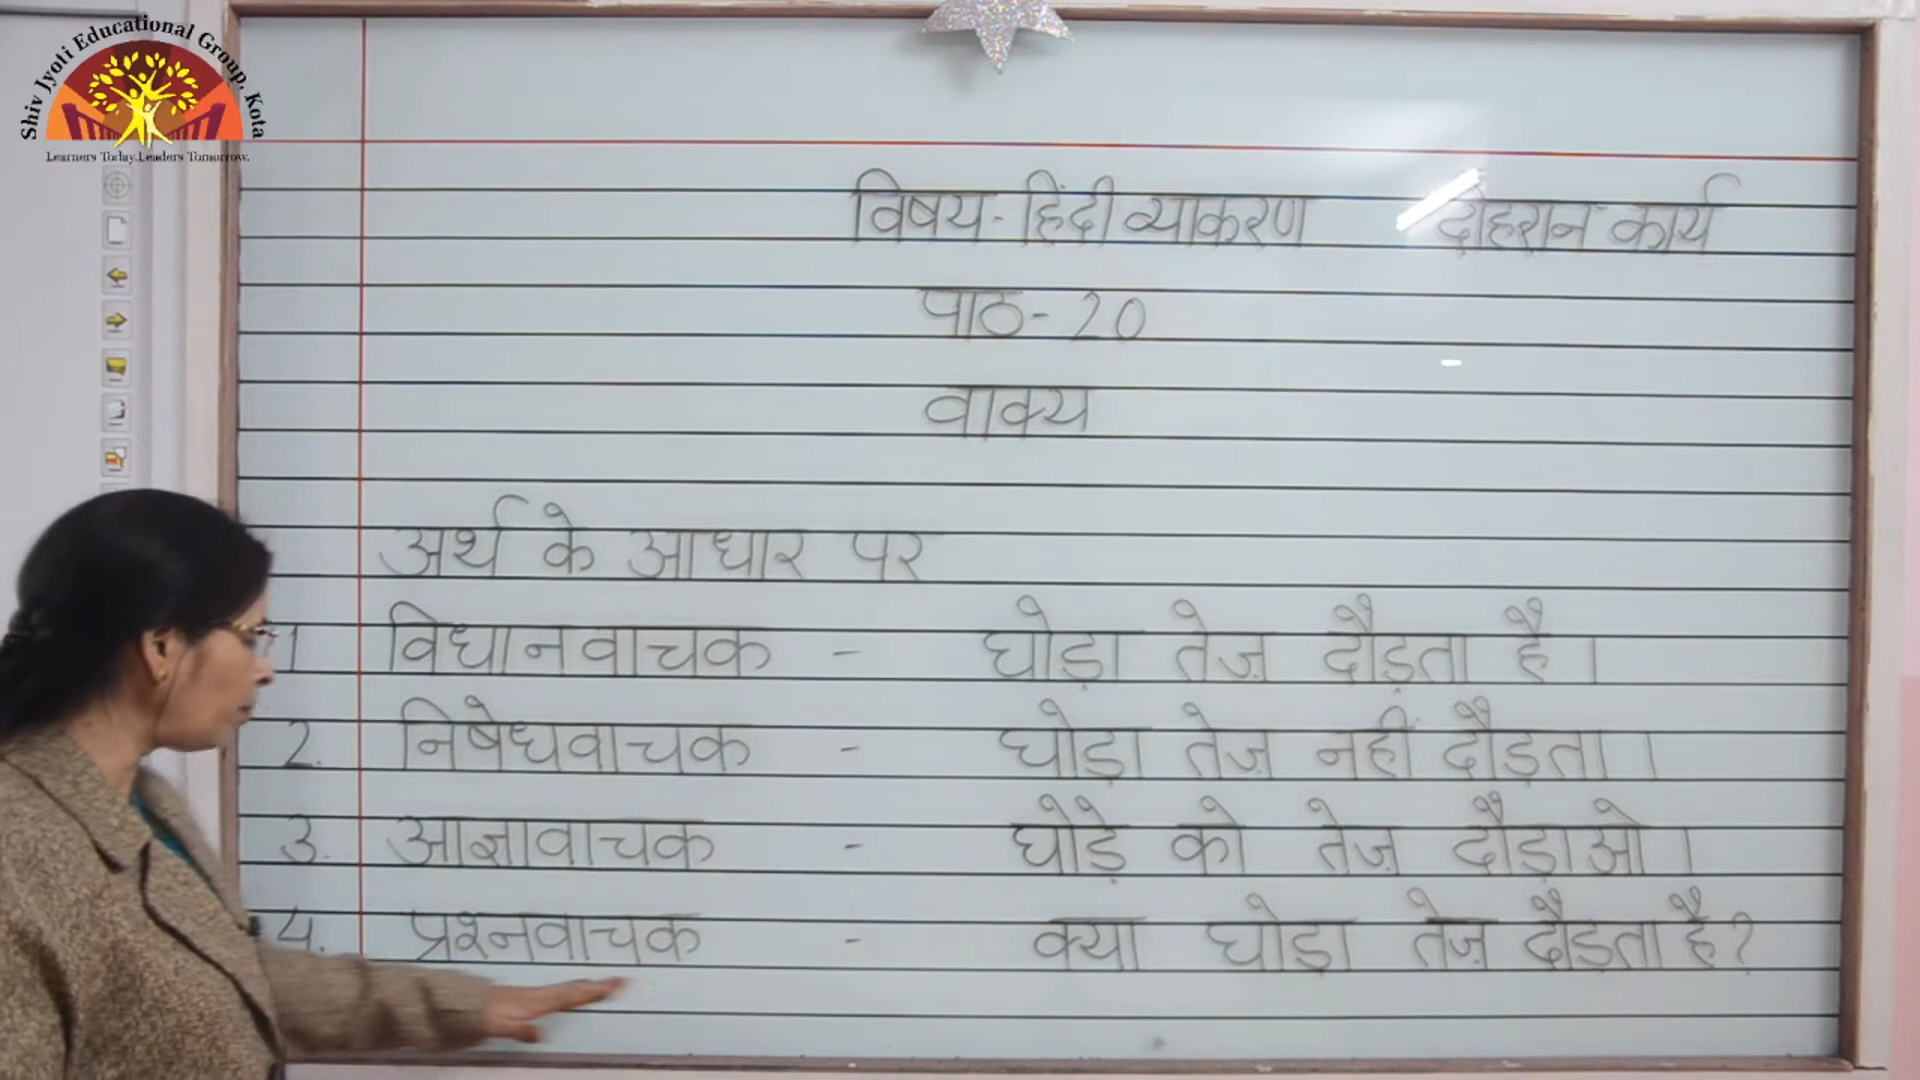 Shiv Jyoti Educational Group, Kota
Learners Today.Leaders Tomorrow.
विषय - हिंदी व्याकरण दोहरान कार्य
पाठ - 20
वाक्य
अर्थ के आधार पर
1 विधानवाचक - घोड़ा तेज़ दौड़ता है ।
2. निषेधवाचक - घोड़ा तेज़ नहीं दौड़ता ।
3. आज्ञावाचक - घोड़े को तेज़ दौड़ाओ ।
4. प्रश्नवाचक - क्या घोड़ा तेज़ दौड़ता है?